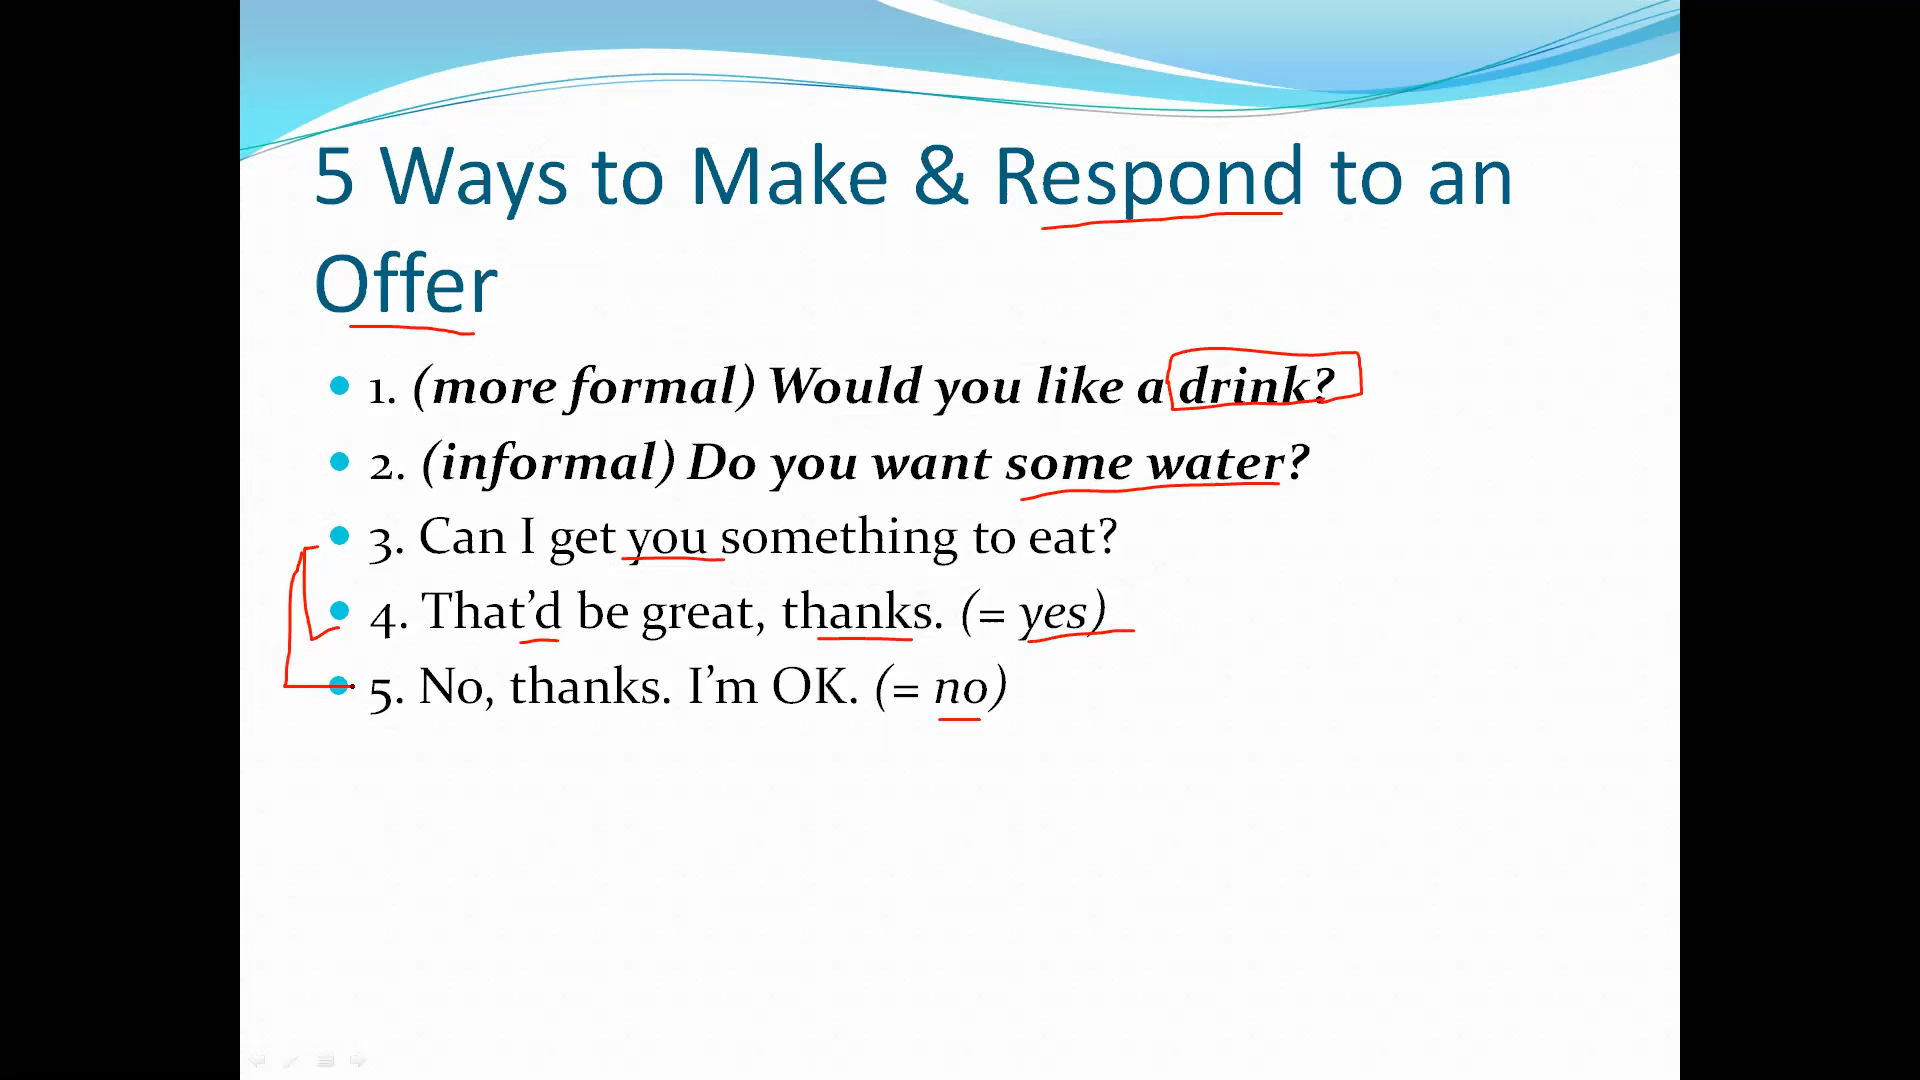 5 Ways to Make & Respond to an
Offer
1. (more formal) Would you like a drink?
2. (informal) Do you want some water?
3. Can I get you something to eat?
4. That’d be great, thanks. (= yes)
5. No, thanks. I’m OK. (= no)